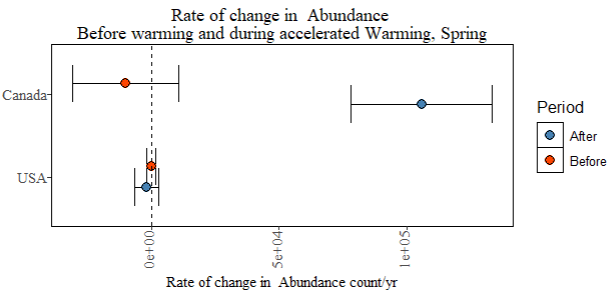 Rate of change in Abundance
Before warming and during accelerated Warming, Spring
Canada
USA
0e+00
5e+04
1e+05
Rate of change in Abundance count/yr
Period
After
Before